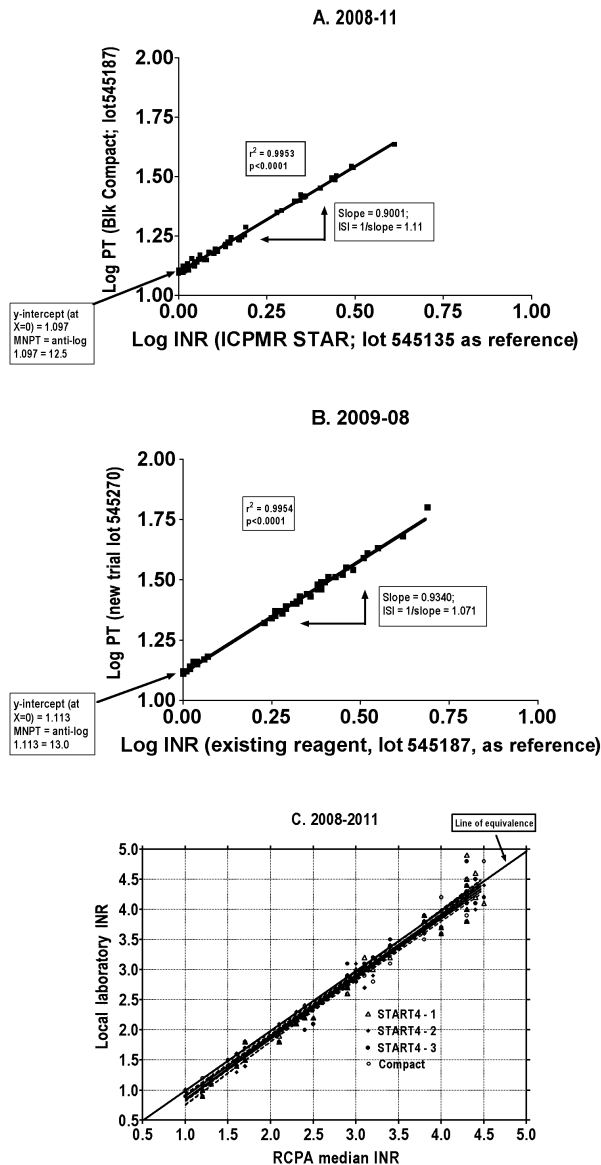 A. 2008-11
Log PT (Blk Compact; lot545187)
2.00
1.75
1.50
1.25
1.00
r2 = 0.9953
p<0.0001
Slope = 0.9001;
ISI = 1/slope = 1.11
y-intercept (at
X=0) = 1.097
MNPT = anti-log
1.097 = 12.5
0.00 0.25 0.50 0.75 1.00
Log INR (ICPMR STAR; lot 545135 as reference)
B. 2009-08
Log PT (new trial lot 545270)
2.00
1.75
1.50
1.25
1.00
r2 = 0.9954
p<0.0001
Slope = 0.9340;
ISI = 1/slope = 1.071
y-intercept (at
X=0) = 1.113
MNPT = anti-log
1.113 = 13.0
0.00 0.25 0.50 0.75 1.00
Log INR (existing reagent, lot 545187, as reference)
C. 2008-2011
Line of equivalence
Local laboratory INR
5.0
4.5
4.0
3.5
3.0
2.5
2.0
1.5
1.0
0.5
START4 - 1
START4 - 2
START4 - 3
Compact
0.5 1.0 1.5 2.0 2.5 3.0 3.5 4.0 4.5 5.0
RCPA median INR